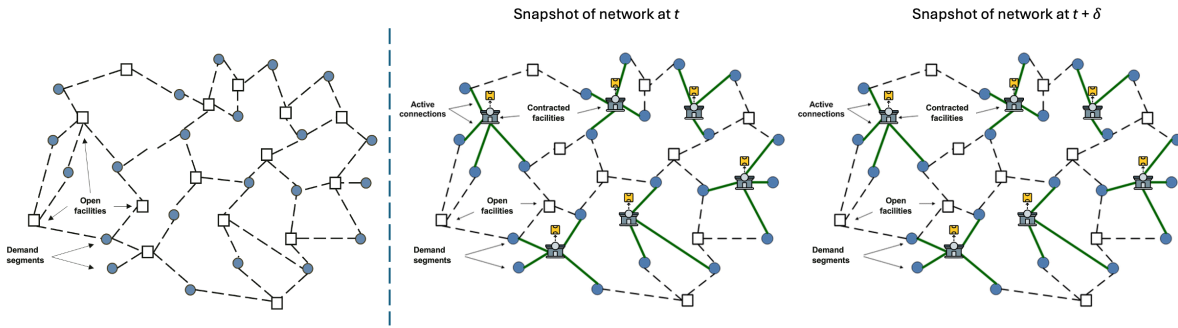 Snapshot of network at t
Snapshot of network at t + δ
Open
facilities
Demand
segments
Active
connections
Contracted
facilities
Open
facilities
Demand
segments
Active
connections
Contracted
facilities
Open
facilities
Demand
segments